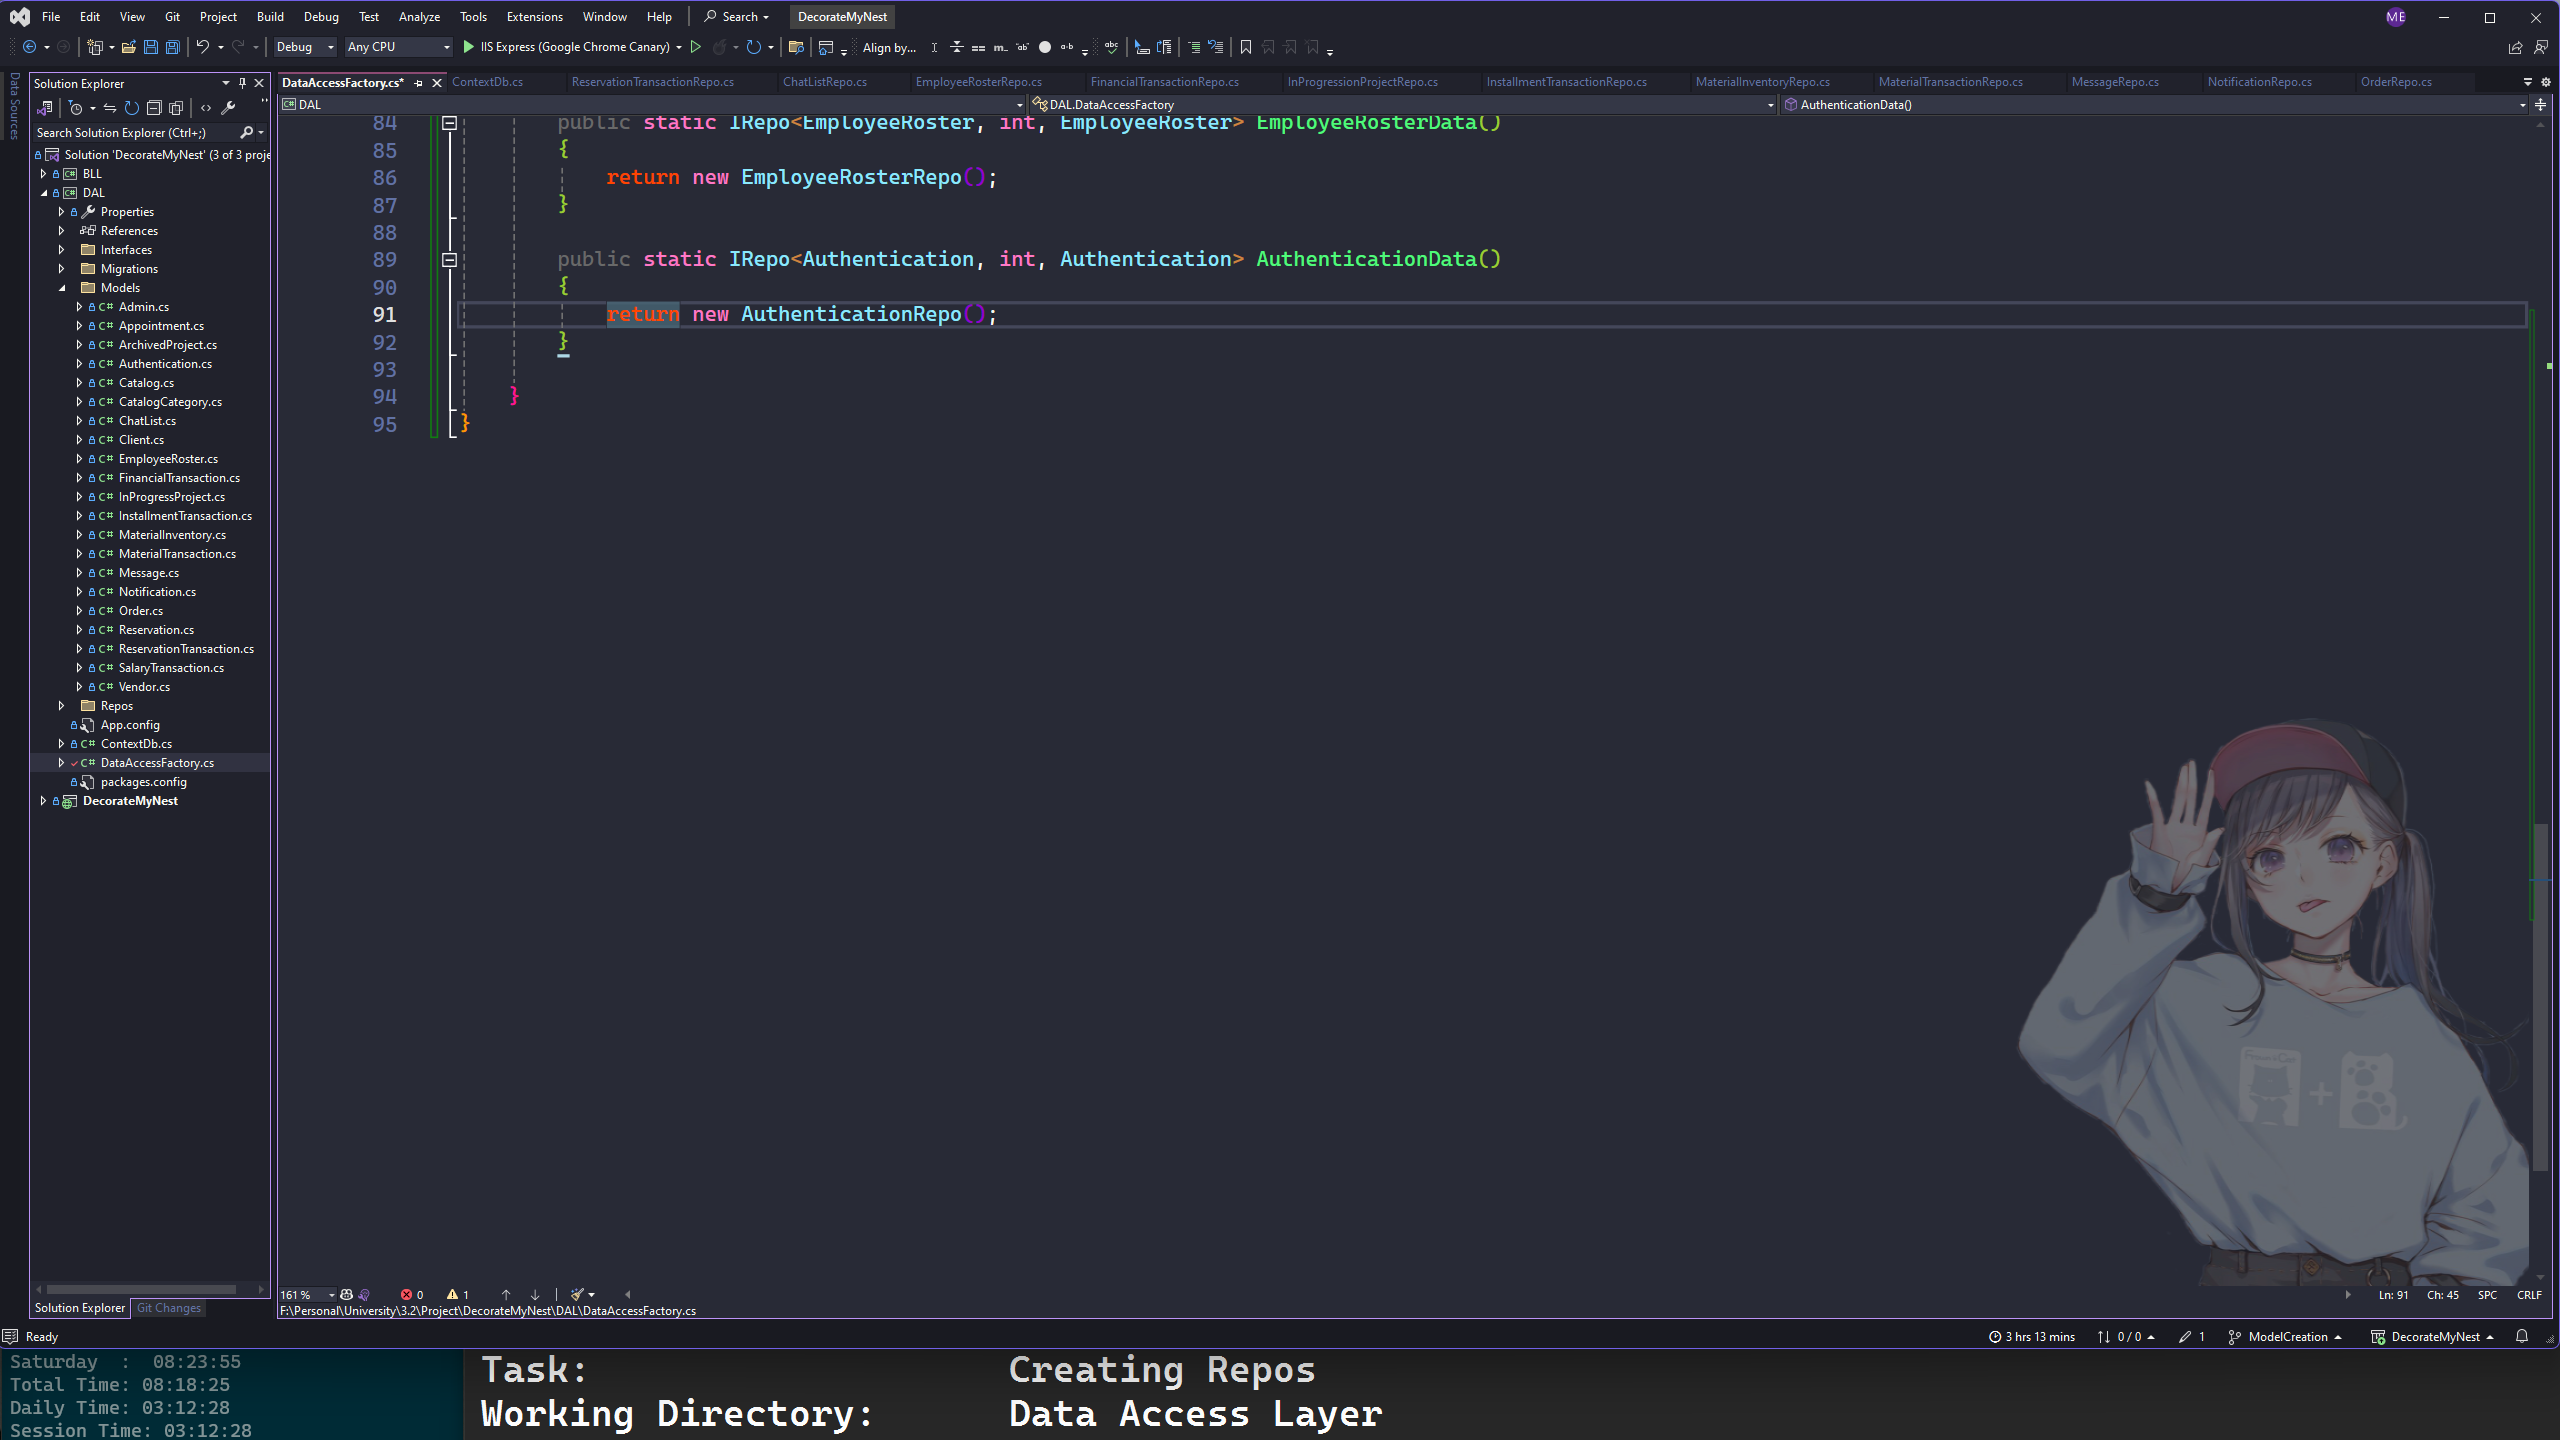 File Edit View Git Project Build Debug Test Analyze Tools Extensions Window Help Search DecorateMyNest ME
Debug Any CPU IIS Express (Google Chrome Canary) Align by...
Data Sources
Solution Explorer
Search Solution Explorer (Ctrl+;)
Solution 'DecorateMyNest' (3 of 3 proje
BLL
DAL
Properties
References
Interfaces
Migrations
Models
C# Admin.cs
C# Appointment.cs
C# ArchivedProject.cs
C# Authentication.cs
C# Catalog.cs
C# CatalogCategory.cs
C# ChatList.cs
C# Client.cs
C# EmployeeRoster.cs
C# FinancialTransaction.cs
C# InProgressProject.cs
C# InstallmentTransaction.cs
C# MaterialInventory.cs
C# MaterialTransaction.cs
C# Message.cs
C# Notification.cs
C# Order.cs
C# Reservation.cs
C# ReservationTransaction.cs
C# SalaryTransaction.cs
C# Vendor.cs
Repos
App.config
C# ContextDb.cs
C# DataAccessFactory.cs
packages.config
DecorateMyNest
Solution Explorer Git Changes
DataAccessFactory.cs* ContextDb.cs ReservationTransactionRepo.cs ChatListRepo.cs EmployeeRosterRepo.cs FinancialTransactionRepo.cs InProgressionProjectRepo.cs InstallmentTransactionRepo.cs MaterialInventoryRepo.cs MaterialTransactionRepo.cs MessageRepo.cs NotificationRepo.cs OrderRepo.cs
DAL DAL.DataAccessFactory AuthenticationData()
84 public static IRepo<EmployeeRoster, int, EmployeeRoster> EmployeeRosterData()
85 {
86 return new EmployeeRosterRepo();
87 }
88
89 public static IRepo<Authentication, int, Authentication> AuthenticationData()
90 {
91 return new AuthenticationRepo();
92 }
93
94 }
95 }
161 % 0 1 Ln: 91 Ch: 45 SPC CRLF
F:\Personal\University\3.2\Project\DecorateMyNest\DAL\DataAccessFactory.cs
Ready 3 hrs 13 mins 0 / 0 1 ModelCreation DecorateMyNest
Saturday : 08:23:55
Total Time: 08:18:25
Daily Time: 03:12:28
Session Time: 03:12:28
Task: Creating Repos
Working Directory: Data Access Layer